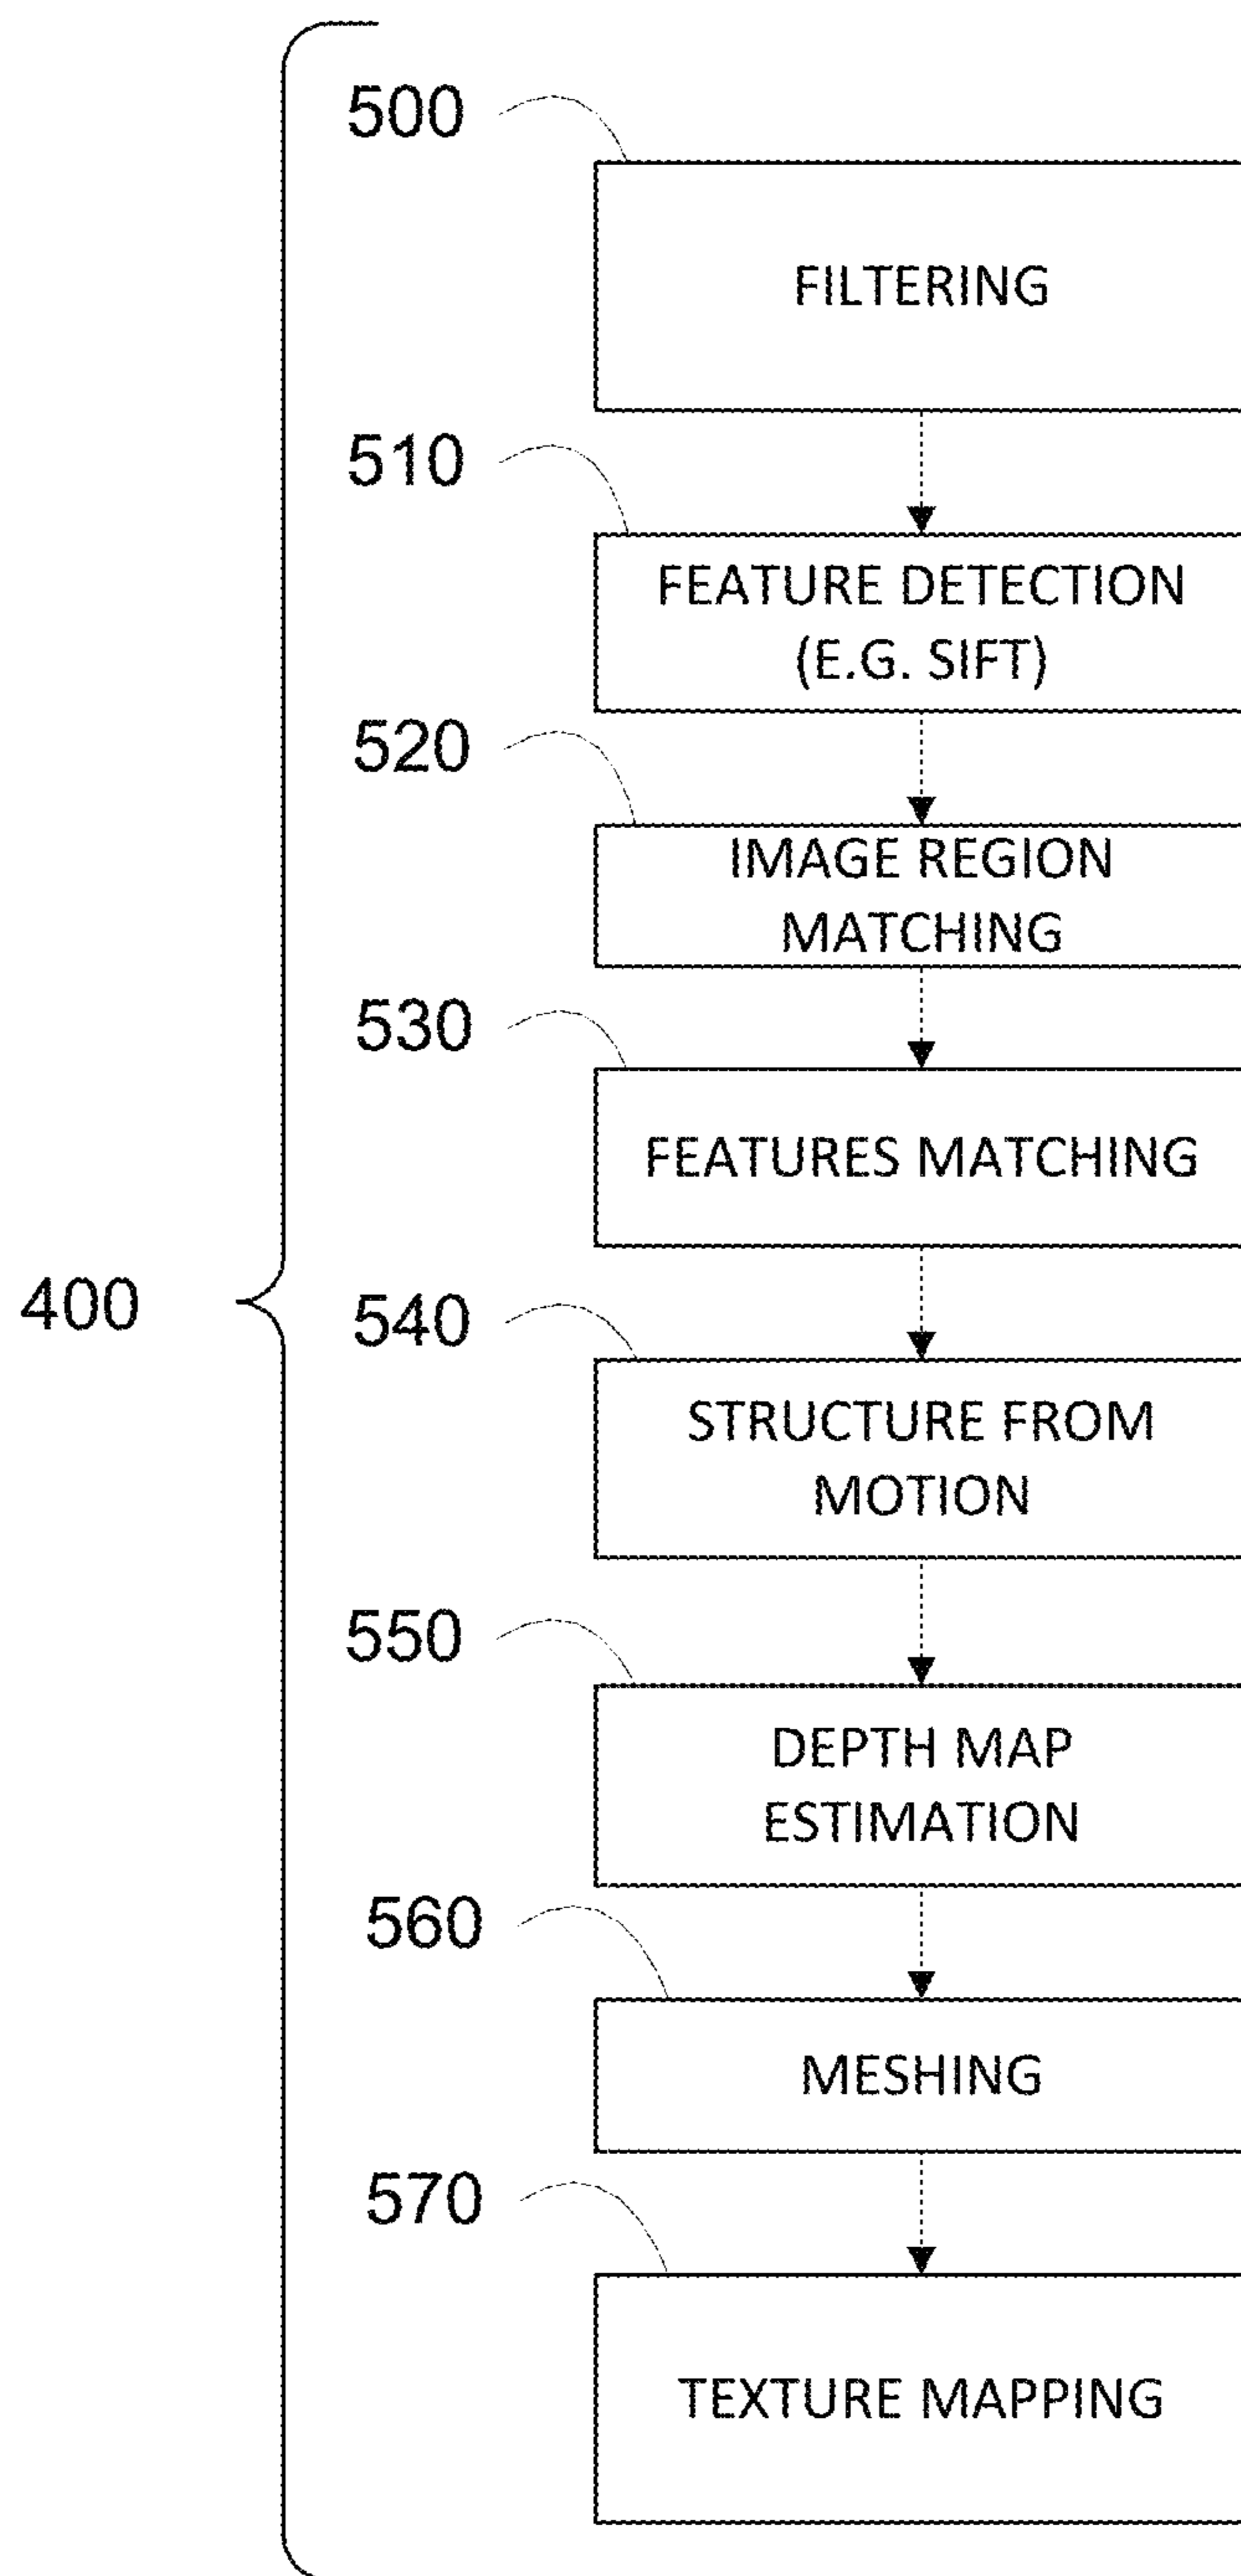 500
FILTERING
510
FEATURE DETECTION
(E.G. SIFT)
520
IMAGE REGION
MATCHING
530
FEATURES MATCHING
400
540
STRUCTURE FROM
MOTION
550
DEPTH MAP
ESTIMATION
560
MESHING
570
TEXTURE MAPPING